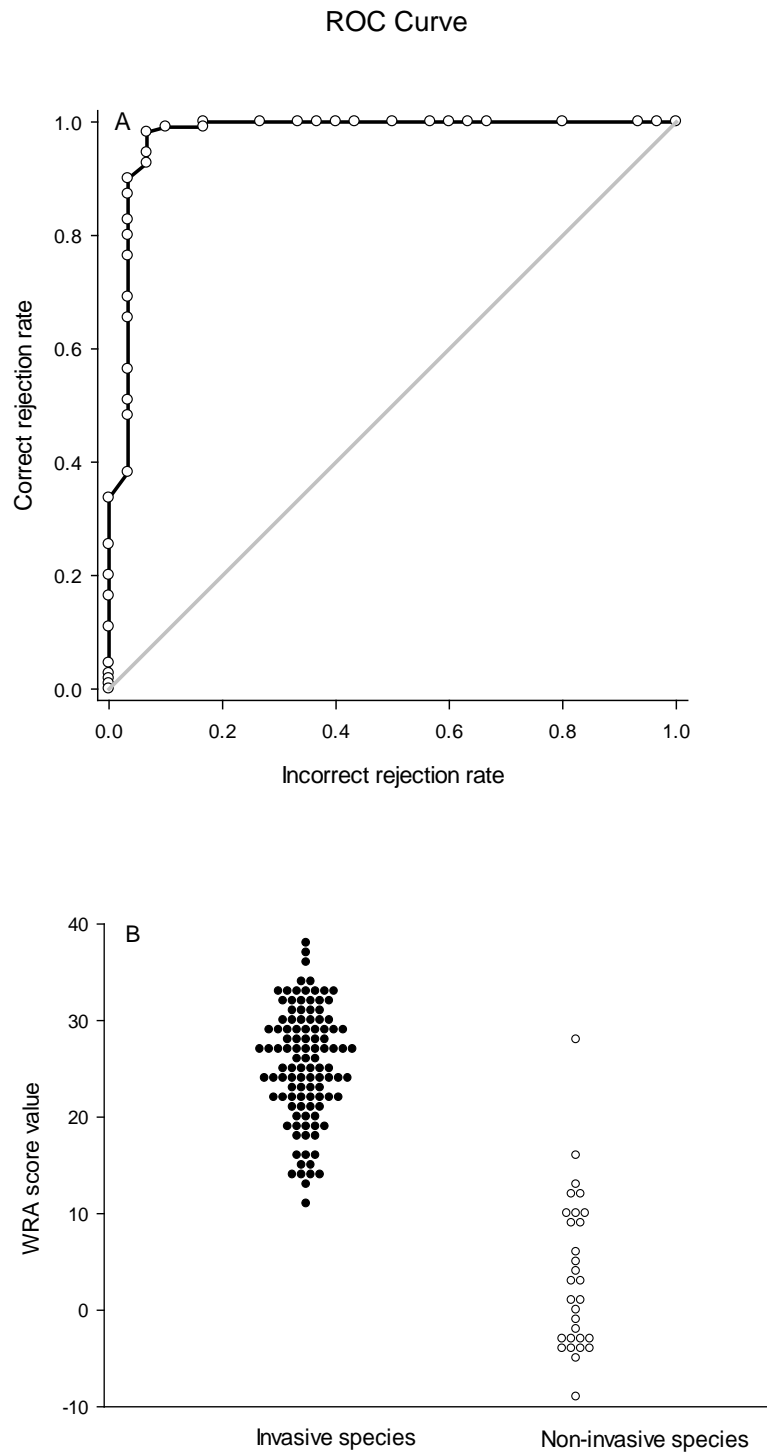 ROC Curve
A
Correct rejection rate
1.0
0.8
0.6
0.4
0.2
0.0
0.0 0.2 0.4 0.6 0.8 1.0
Incorrect rejection rate
B
WRA score value
40
30
20
10
0
-10
Invasive species Non-invasive species